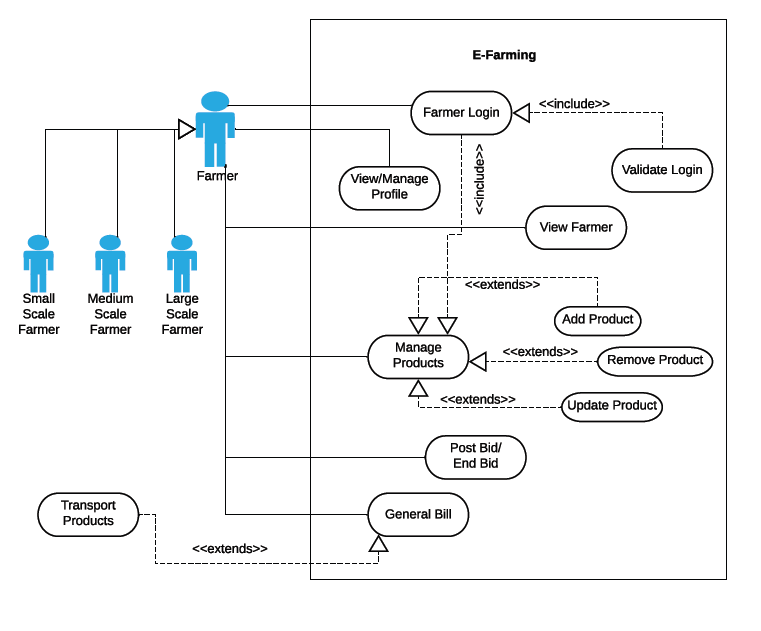 E-Farming
Farmer Login
<<include>>
Validate Login
Farmer
View/Manage
Profile
<<include>>
View Farmer
Small
Scale
Farmer
Medium
Scale
Farmer
Large
Scale
Farmer
<<extends>>
Add Product
Manage
Products
<<extends>>
Remove Product
<<extends>>
Update Product
Post Bid/
End Bid
Transport
Products
General Bill
<<extends>>